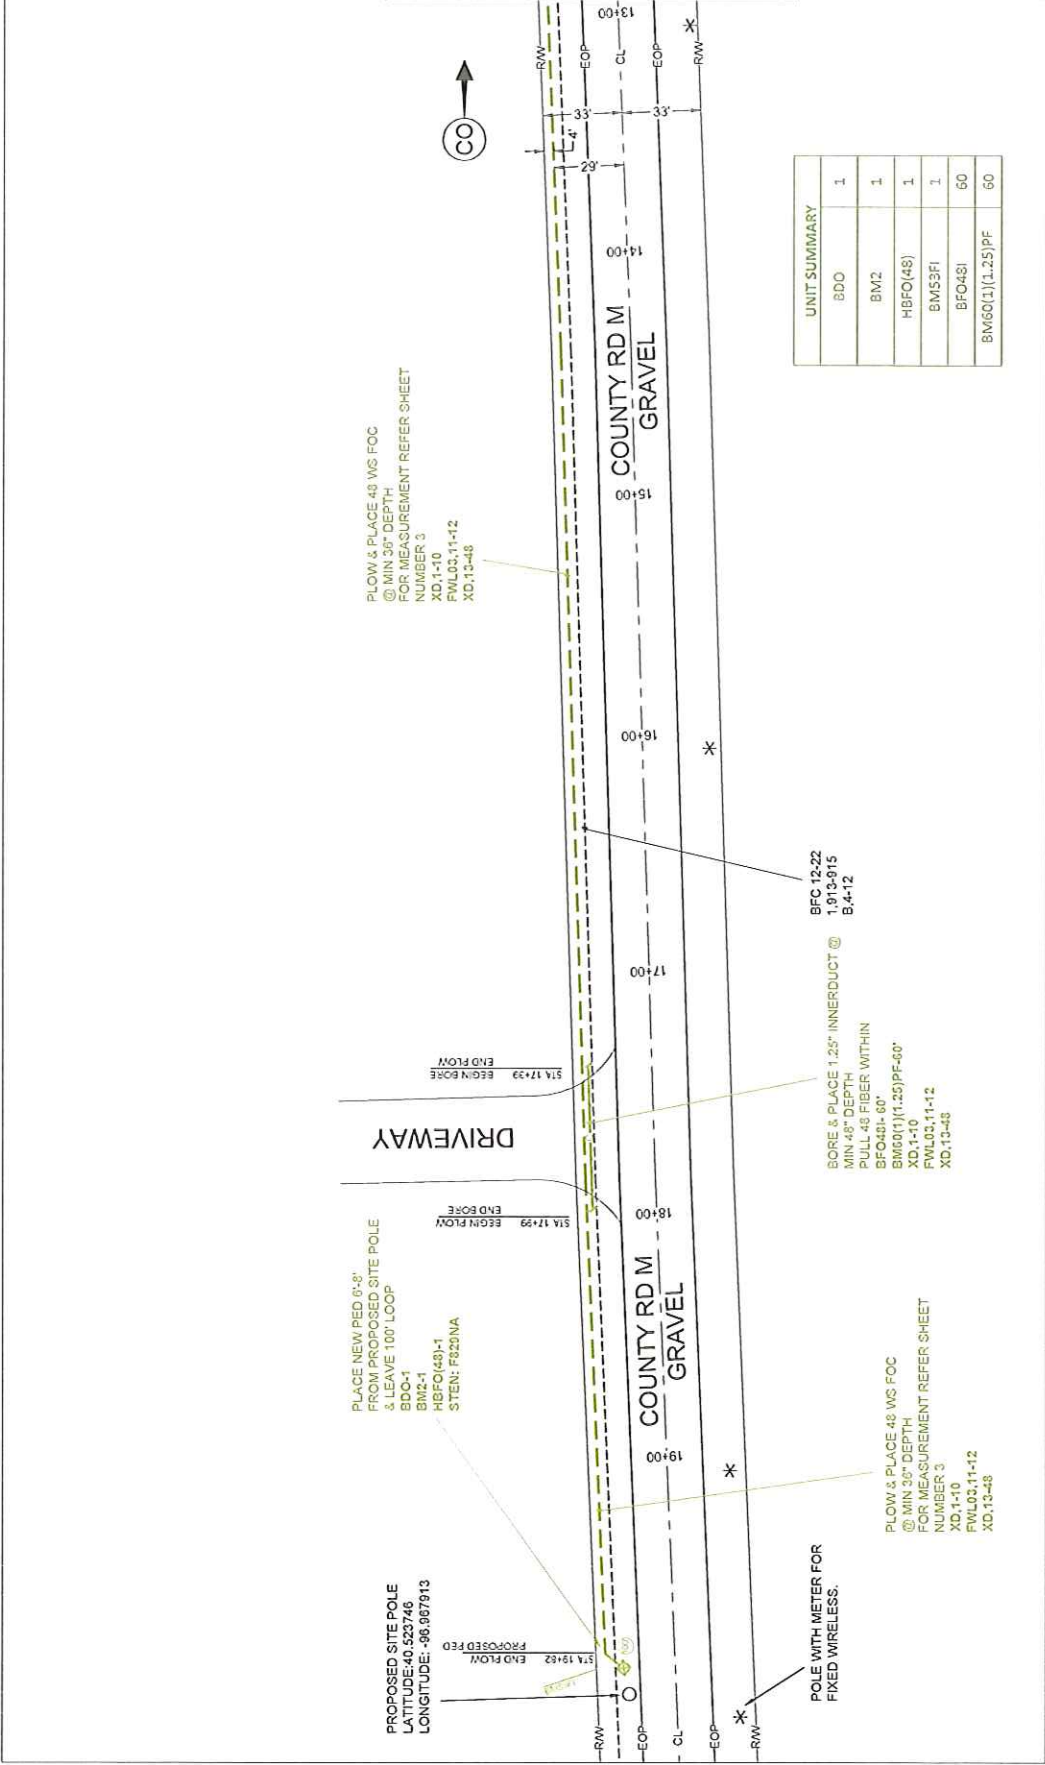 PROPOSED SITE POLE
LATITUDE:40.523746
LONGITUDE: -96.967913
PLACE NEW PED 6'-8'
FROM PROPOSED SITE POLE
& LEAVE 100' LOOP
BDO-1
BM2-1
HBFO(48)-1
STEN: F829NA
PLOW & PLACE 48 WS FOC
@ MIN 36" DEPTH
FOR MEASUREMENT REFER SHEET
NUMBER 3
XD,1-10
FWL03,11-12
XD,13-48
CO
STA 19+82
END PLOW
PROPOSED PED
STA 17+99
BEGIN PLOW
END BORE
DRIVEWAY
STA 17+39
BEGIN BORE
END PLOW
R/W
EOP
CL
EOP
R/W
19+00
COUNTY RD M
GRAVEL
18+00
17+00
16+00
15+00
COUNTY RD M
GRAVEL
14+00
13+00
29'
4'
33'
33'
R/W
EOP
CL
EOP
R/W
POLE WITH METER FOR
FIXED WIRELESS.
PLOW & PLACE 48 WS FOC
@ MIN 36" DEPTH
FOR MEASUREMENT REFER SHEET
NUMBER 3
XD,1-10
FWL03,11-12
XD,13-48
BORE & PLACE 1.25" INNERDUCT @
MIN 48" DEPTH
PULL 48 FIBER WITHIN
BFO48I- 60'
BM60(1)(1.25)PF-60'
XD,1-10
FWL03,11-12
XD,13-48
BFC 12-22
1,913-915
B,4-12
UNIT SUMMARY
BDO 1
BM2 1
HBFO(48) 1
BM53FI 1
BFO48I 60
BM60(1)(1.25)PF 60